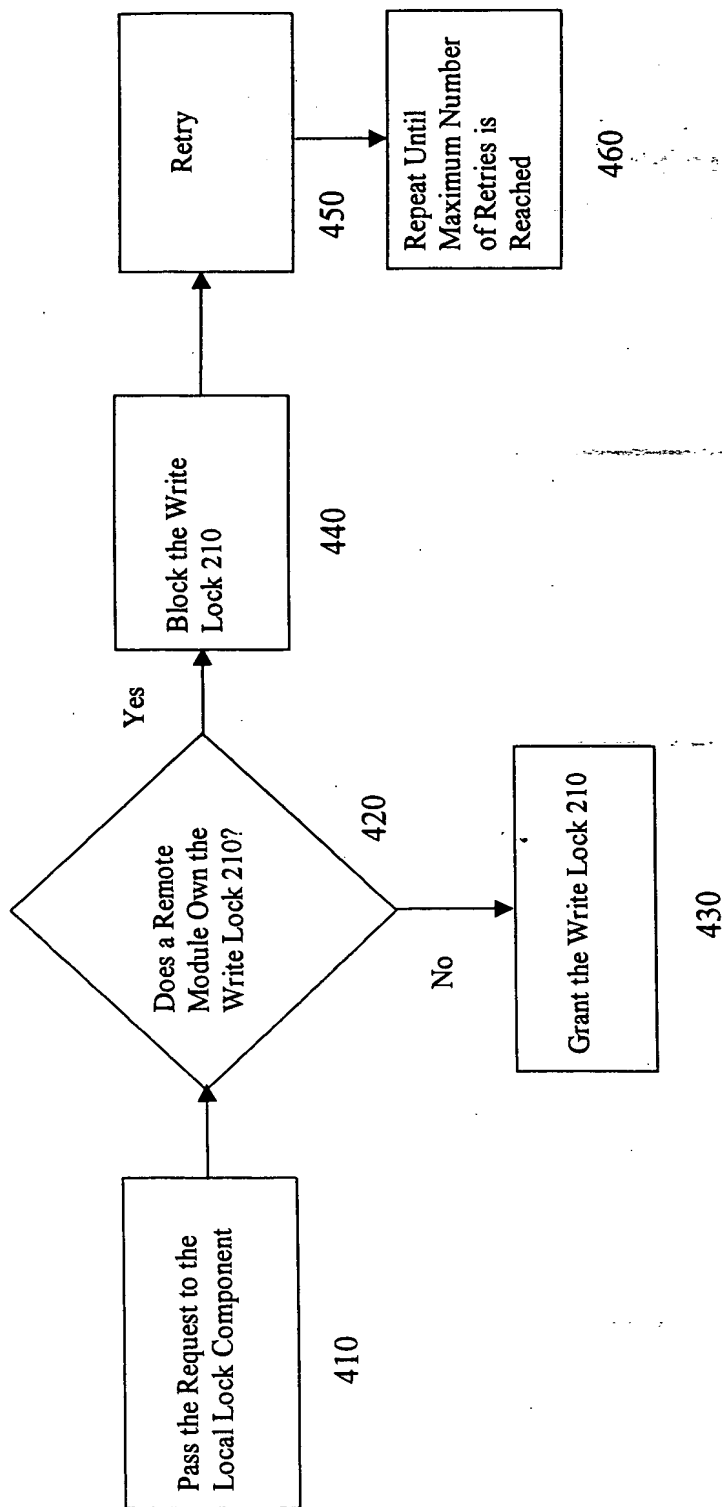 Pass the Request to the
Local Lock Component
410
Does a Remote
Module Own the
Write Lock 210?
420
Yes
No
Grant the Write Lock 210
430
Block the Write
Lock 210
440
Retry
450
Repeat Until
Maximum Number
of Retries is
Reached
460